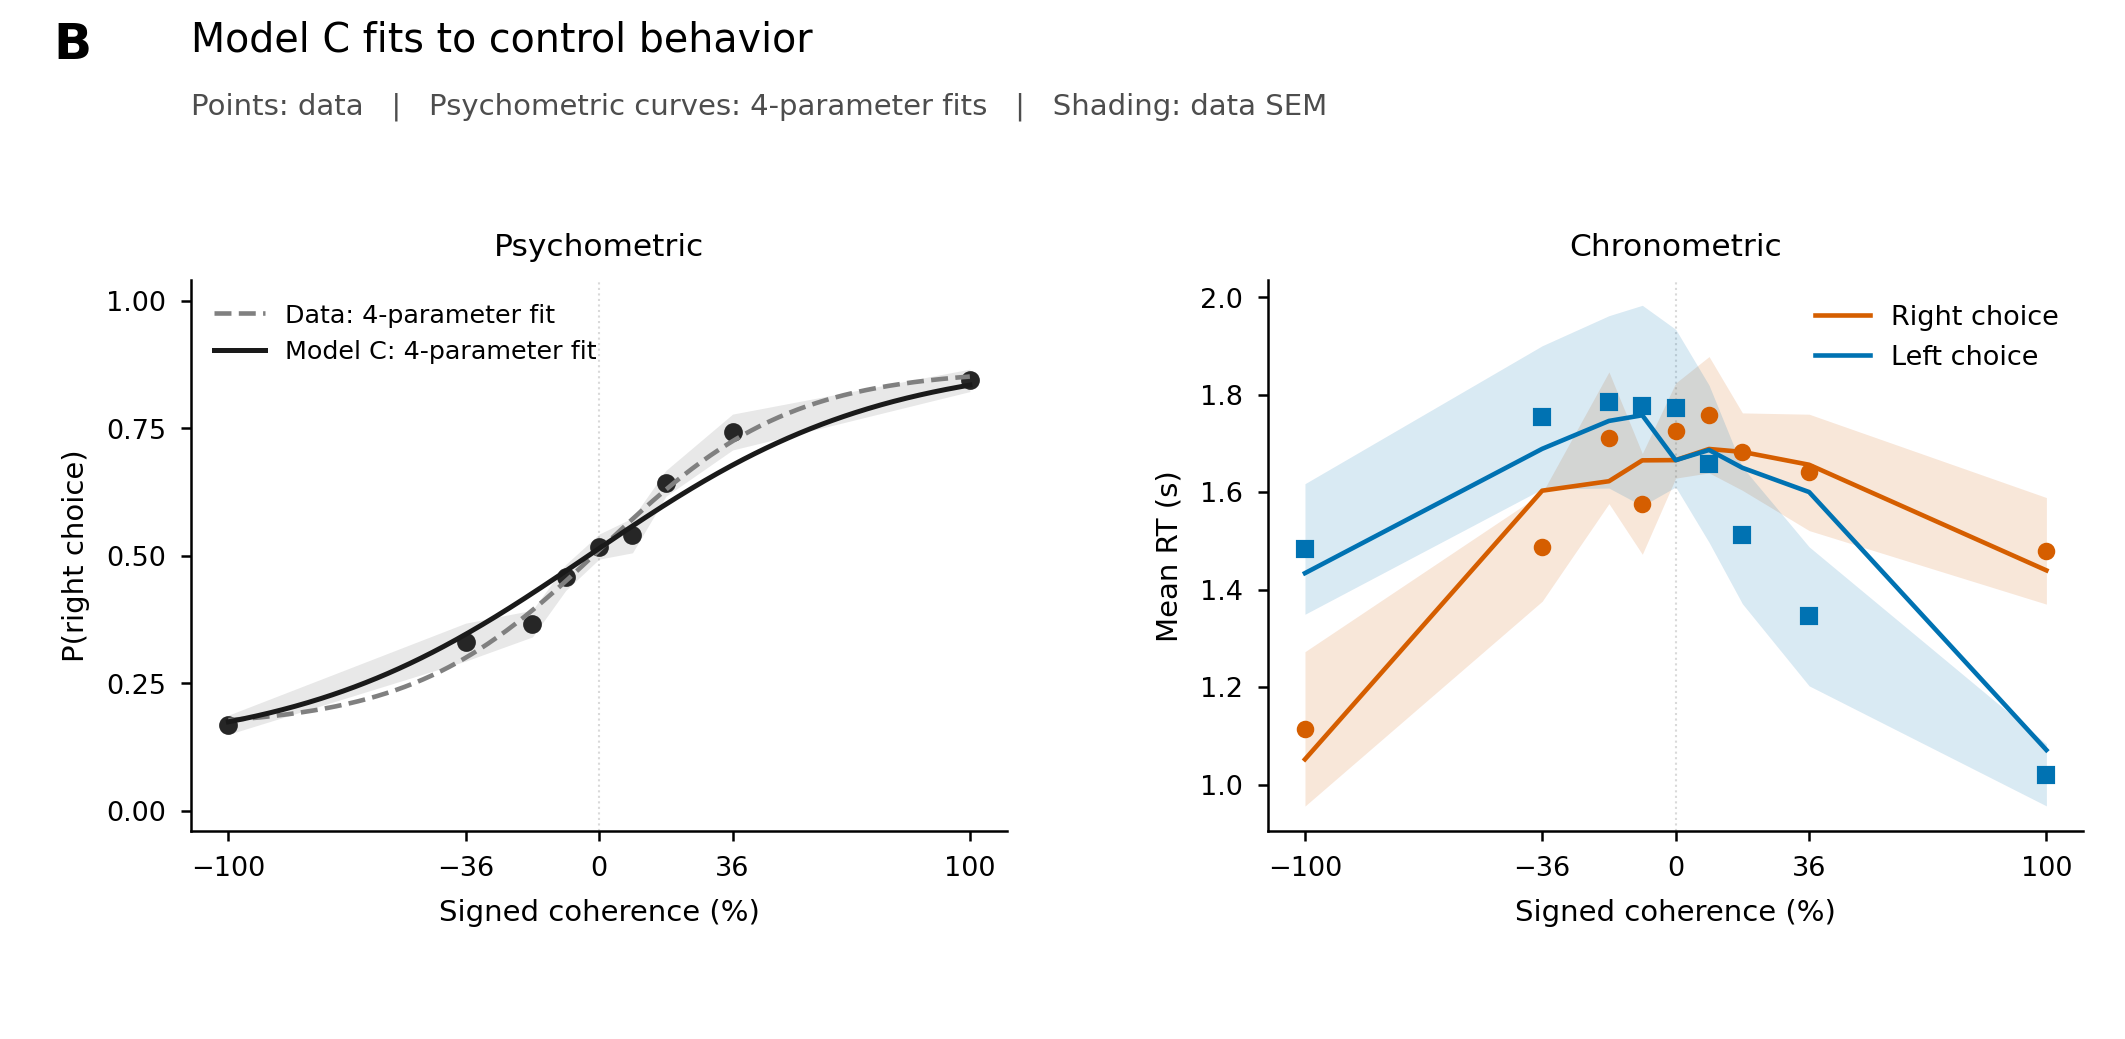 B
Model C fits to control behavior
Points: data | Psychometric curves: 4-parameter fits | Shading: data SEM
Psychometric
1.00
0.75
0.50
0.25
0.00
P(right choice)
Data: 4-parameter fit
Model C: 4-parameter fit
−100
−36
0
36
100
Signed coherence (%)
Chronometric
2.0
1.8
1.6
1.4
1.2
1.0
Mean RT (s)
Right choice
Left choice
−100
−36
0
36
100
Signed coherence (%)